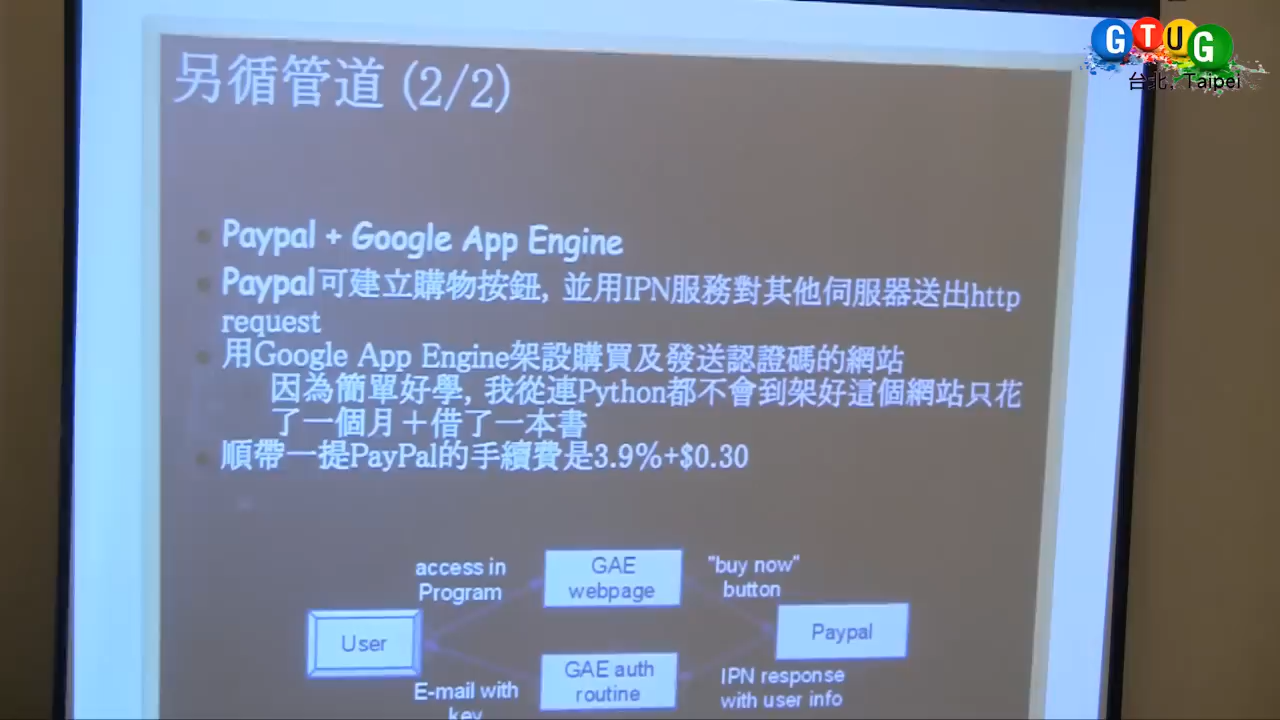 GTUG
台北, Taipei
另循管道 (2/2)
Paypal + Google App Engine
Paypal可建立購物按鈕, 並用IPN服務對其他伺服器送出http
request
用Google App Engine架設購買及發送認證碼的網站
因為簡單好學, 我從連Python都不會到架好這個網站只花
了一個月＋借了一本書
順帶一提PayPal的手續費是3.9%+$0.30
access in
Program
GAE
webpage
"buy now"
button
User
Paypal
GAE auth
routine
E-mail with
key
IPN response
with user info